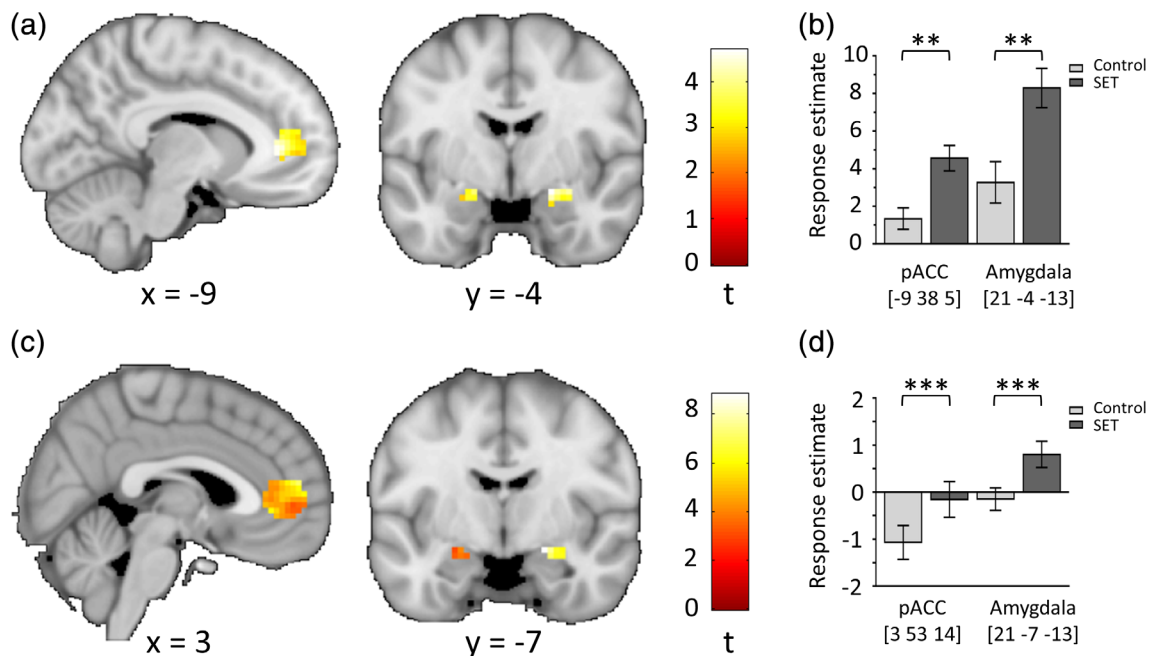 (a)
x = -9
y = -4
4
3
2
1
0
t
(b)
Response estimate
10
8
6
4
2
0
** **
Control
SET
pACC Amygdala
[-9 38 5] [21 -4 -13]
(c)
x = 3
y = -7
8
6
4
2
0
t
(d)
Response estimate
2
1
0
-1
-2
*** ***
Control
SET
pACC Amygdala
[3 53 14] [21 -7 -13]